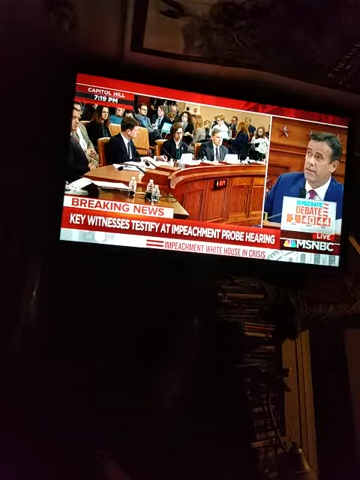 CAPITOL HILL
7:19 PM
BREAKING NEWS
KEY WITNESSES TESTIFY AT IMPEACHMENT PROBE HEARING
IMPEACHMENT: WHITE HOUSE IN CRISIS
DEMOCRATIC
DEBATE
LIVE
MSNBC